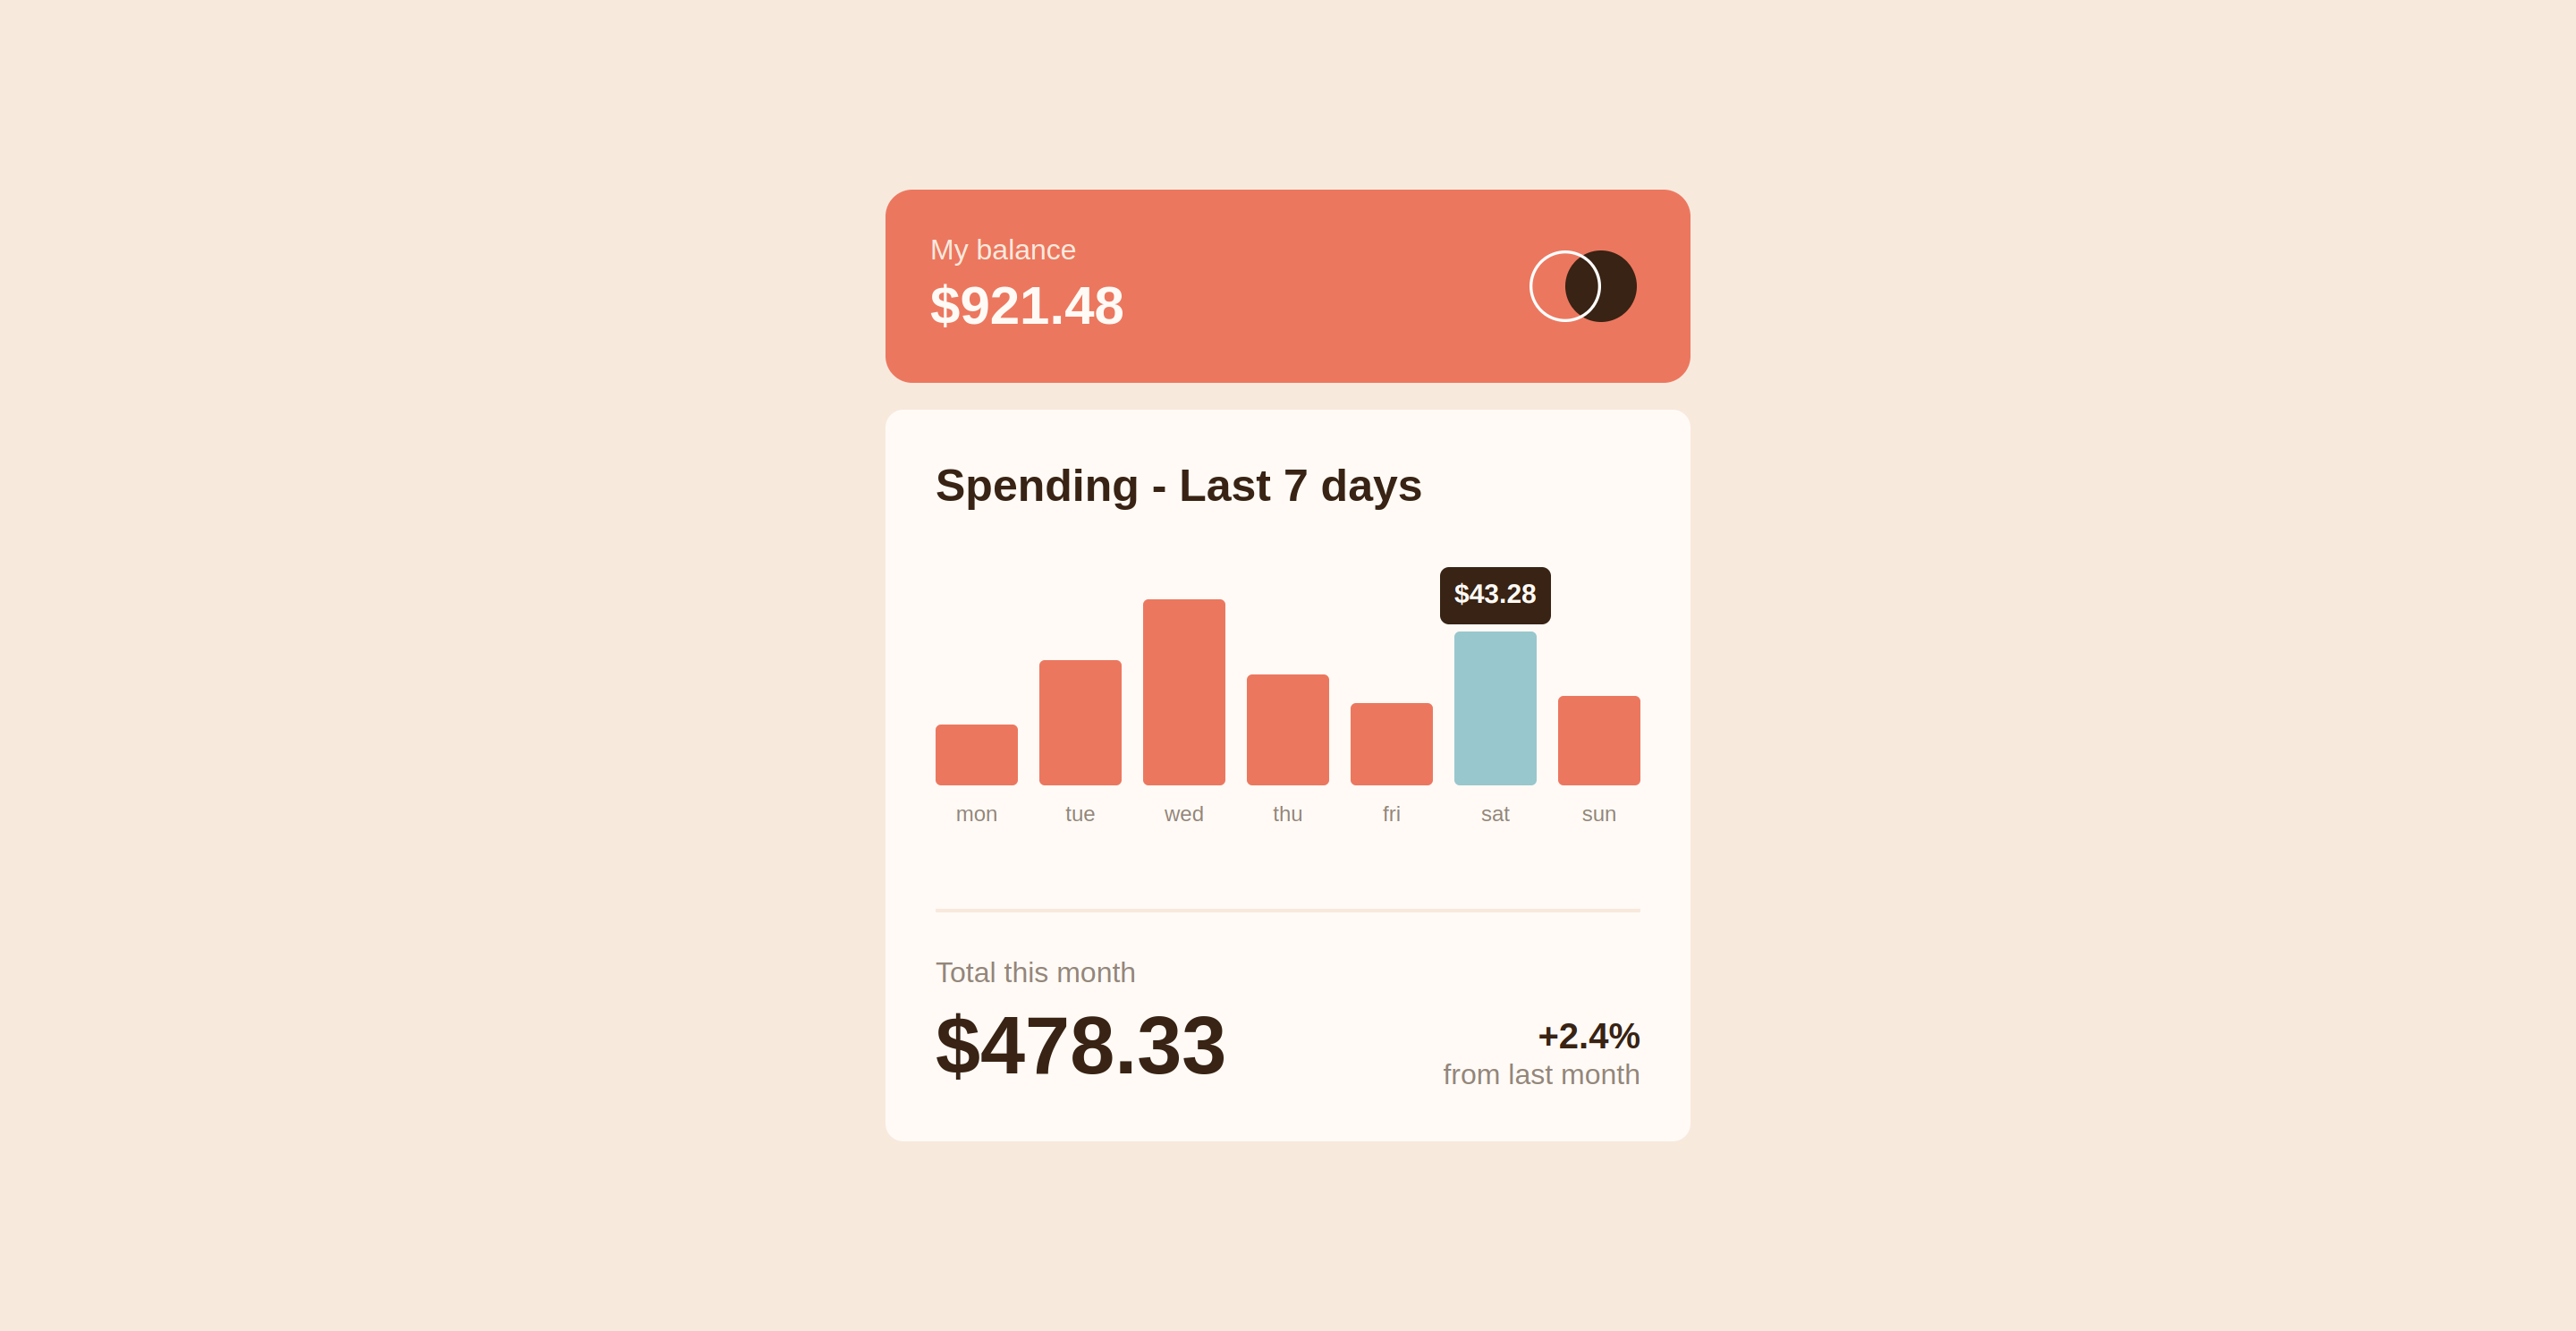 My balance
$921.48
Spending - Last 7 days
$43.28
mon tue wed thu fri sat sun
Total this month
$478.33
+2.4%
from last month